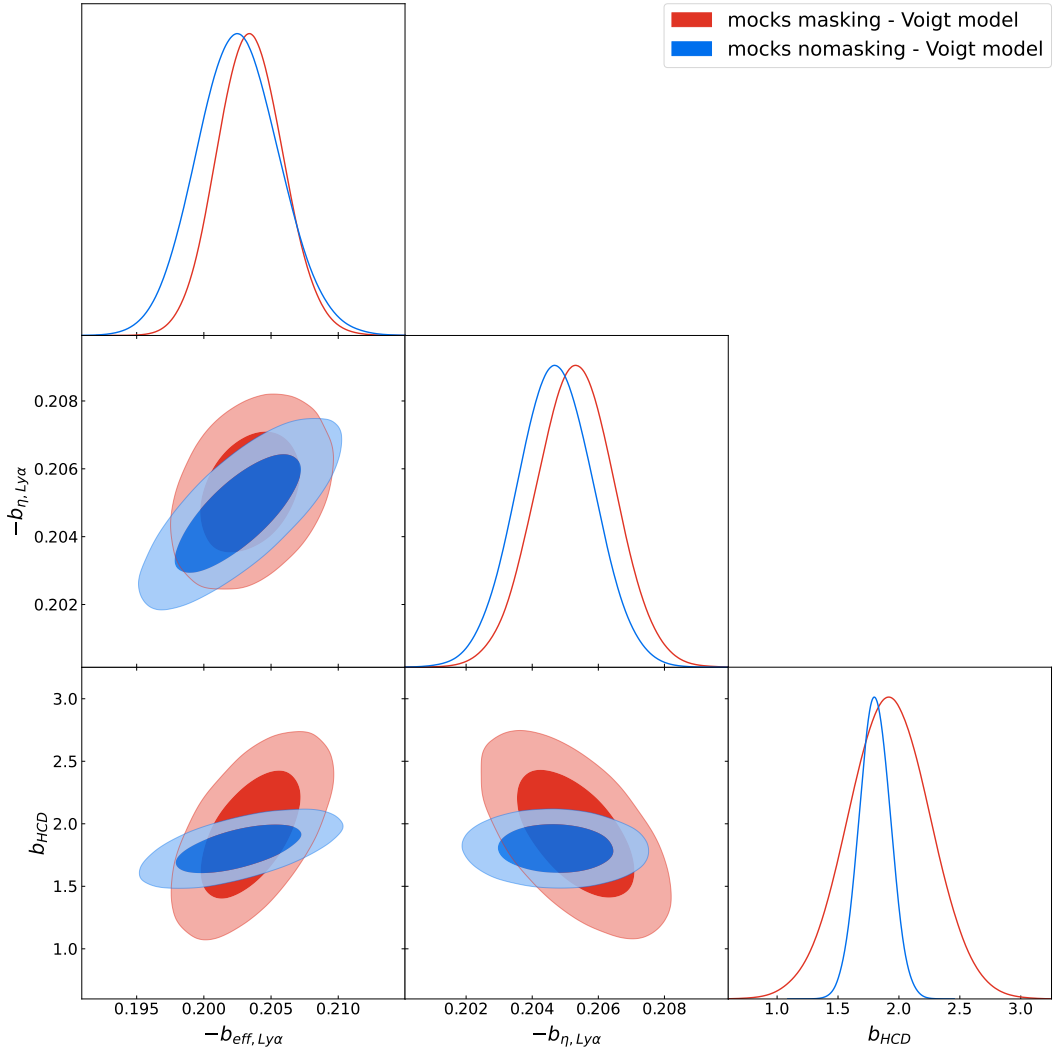 mocks masking - Voigt model
mocks nomasking - Voigt model
0.208
0.206
0.204
0.202
−b_{η,Lyα}
3.0
2.5
2.0
1.5
1.0
b_{HCD}
0.195 0.200 0.205 0.210
0.202 0.204 0.206 0.208
1.0 1.5 2.0 2.5 3.0
−b_{eff,Lyα}
−b_{η,Lyα}
b_{HCD}